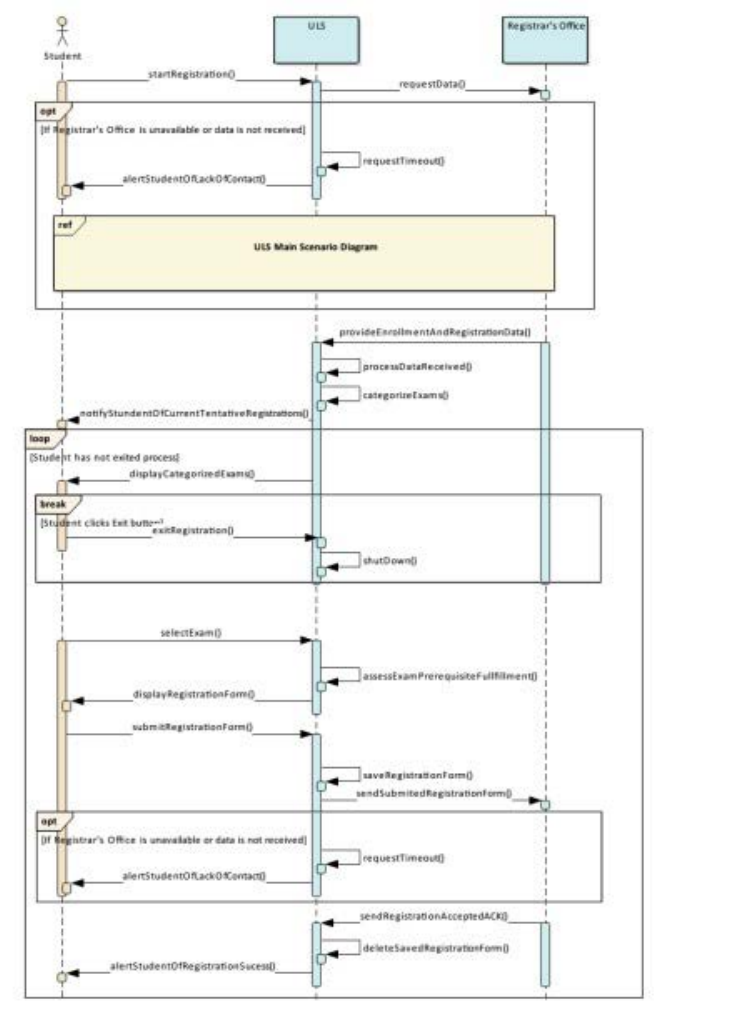 Student
ULS
Registrar's Office
startRegistration()
requestData()
opt
[If Registrar's Office is unavailable or data is not received]
requestTimeout()
alertStudentOfLackOfContact()
ref
ULS Main Scenario Diagram
provideEnrollmentAndRegistrationData()
processDataReceived()
categorizeExams()
notifyStundentOfCurrentTentativeRegistrations()
loop
[Student has not exited process]
displayCategorizedExams()
break
[Student clicks Exit button]
exitRegistration()
shutDown()
selectExam()
assessExamPrerequisiteFullfillment()
displayRegistrationForm()
submitRegistrationForm()
saveRegistrationForm()
sendSubmitedRegistrationForm()
opt
[If Registrar's Office is unavailable or data is not received]
requestTimeout()
alertStudentOfLackOfContact()
sendRegistrationAcceptedACK()
deleteSavedRegistrationForm()
alertStudentOfRegistrationSucess()